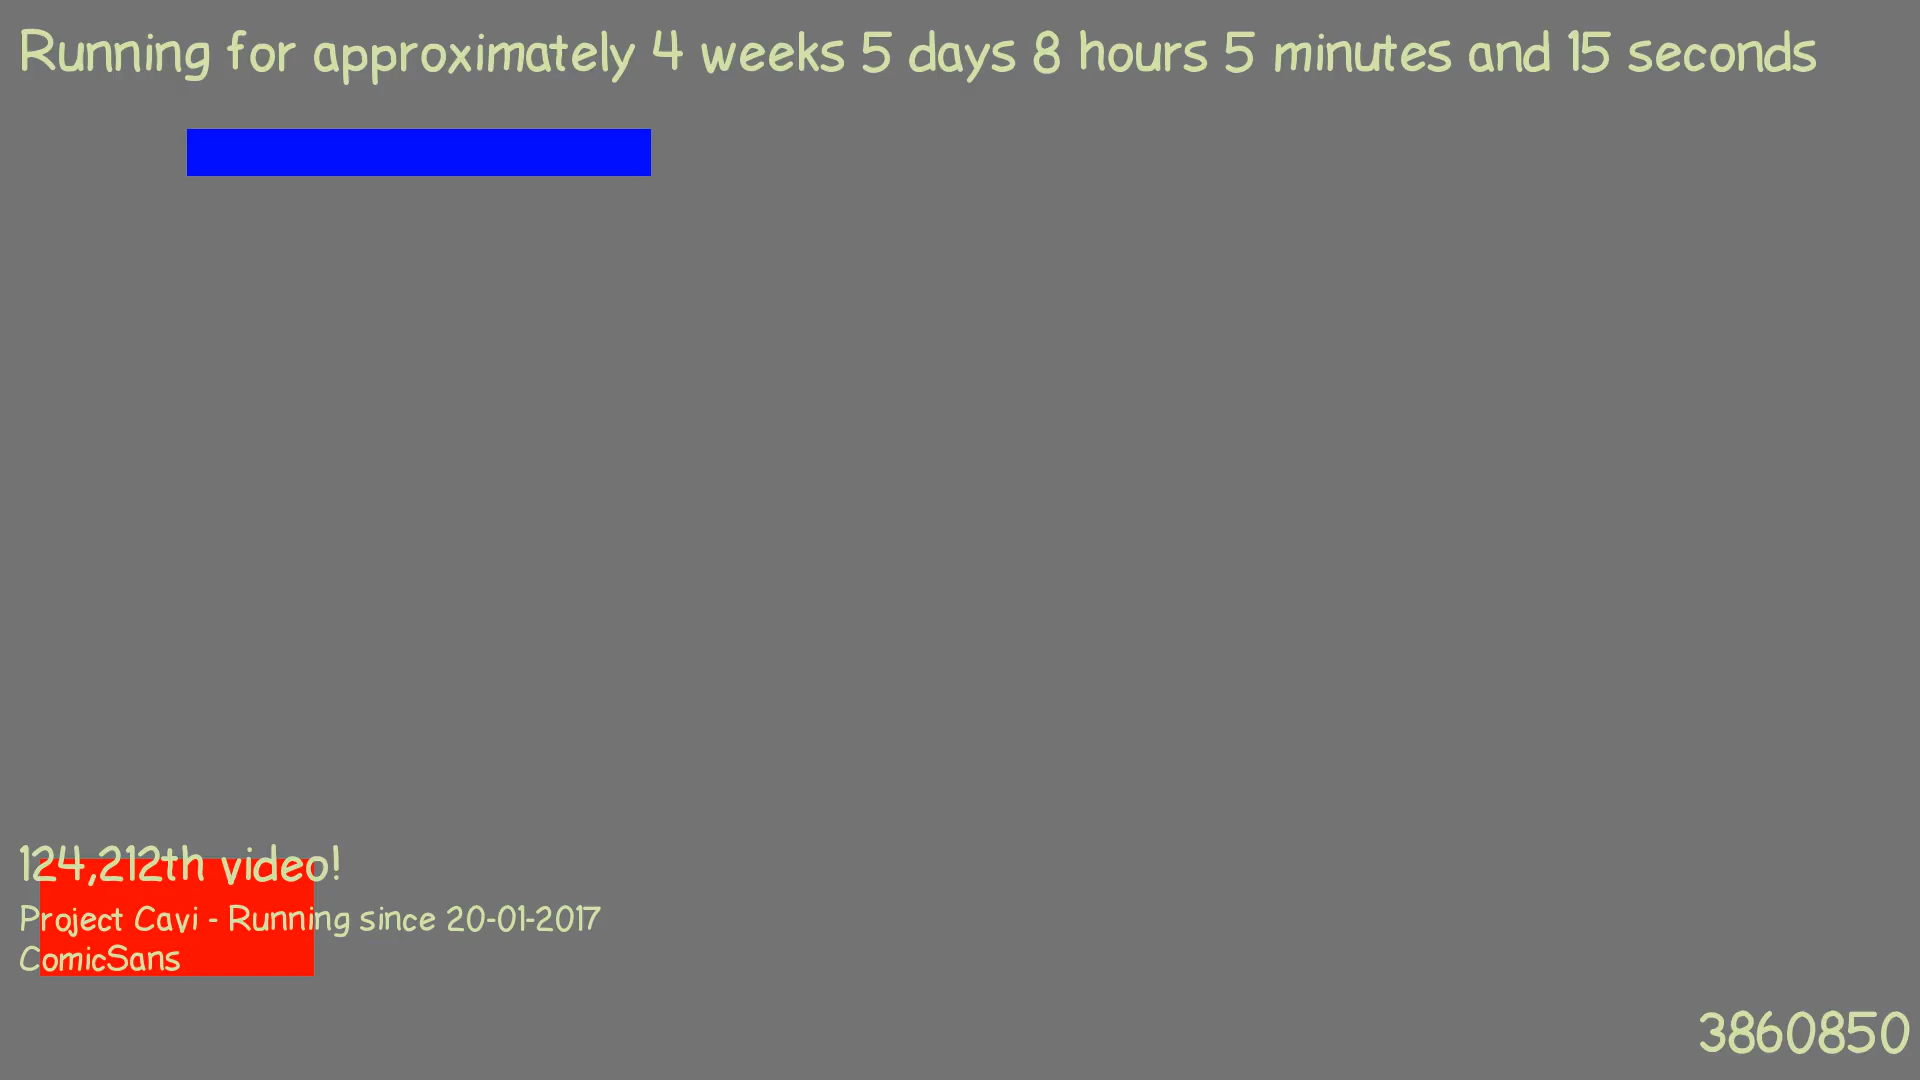 Running for approximately 4 weeks 5 days 8 hours 5 minutes and 15 seconds
124,212th video!
Project Cavi - Running since 20-01-2017
ComicSans
3860850